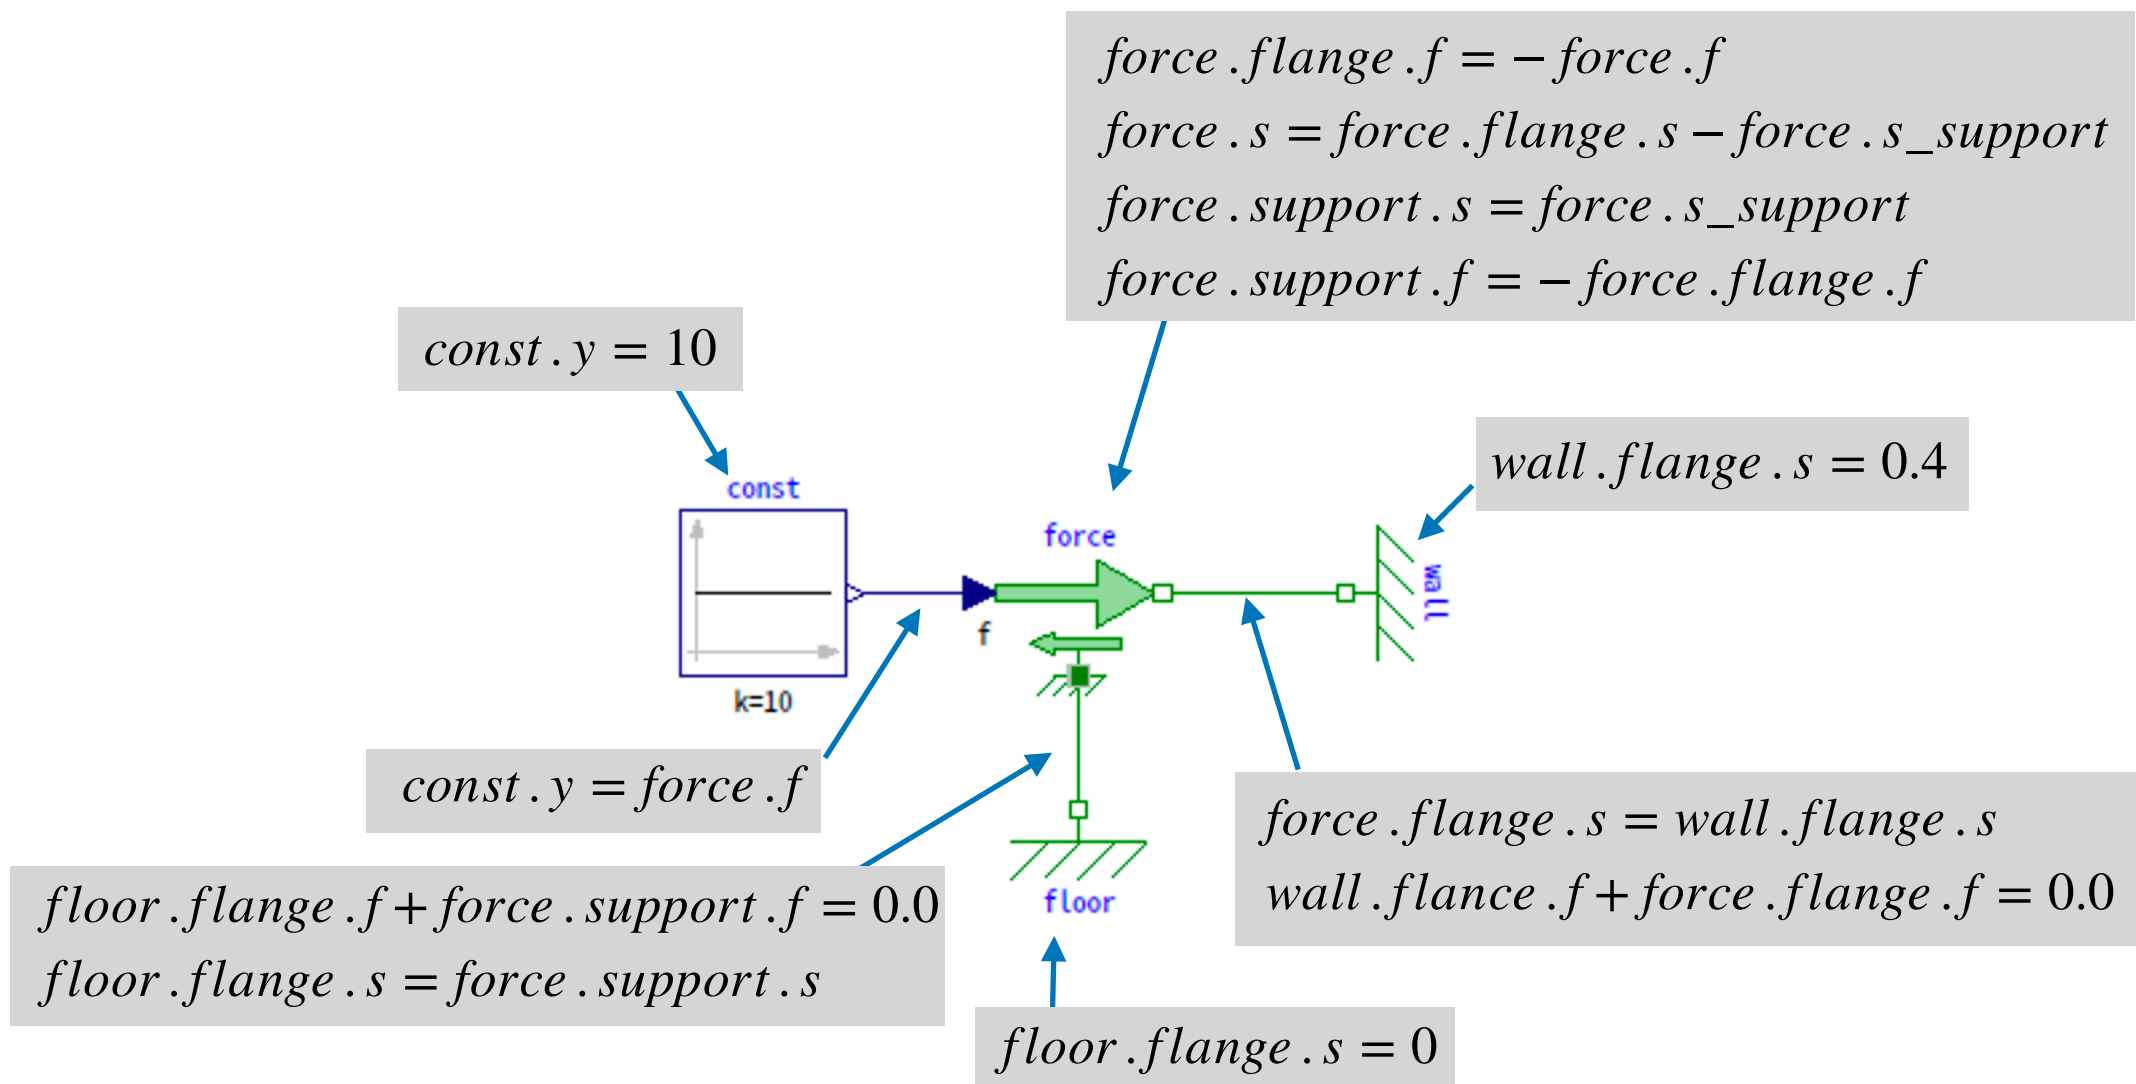 force.flange.f = − force.f
force.s = force.flange.s − force.s_support
force.support.s = force.s_support
force.support.f = − force.flange.f
const.y = 10
wall.flange.s = 0.4
const
force
wall
f
k=10
const.y = force.f
force.flange.s = wall.flange.s
wall.flance.f + force.flange.f = 0.0
floor.flange.f + force.support.f = 0.0
floor.flange.s = force.support.s
floor
floor.flange.s = 0